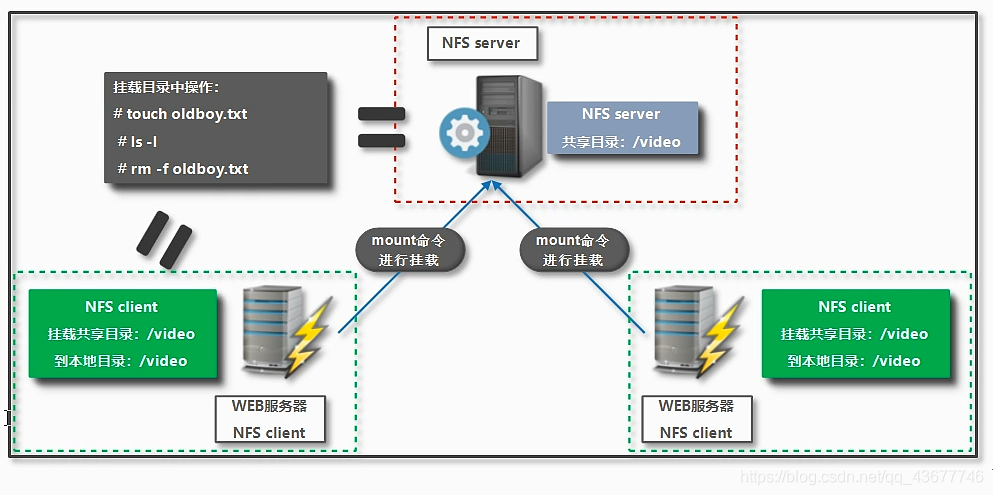 NFS server
挂载目录中操作：
# touch oldboy.txt
# ls -l
# rm -f oldboy.txt
NFS server
共享目录：/video
mount命令
进行挂载
mount命令
进行挂载
NFS client
挂载共享目录：/video
到本地目录：/video
WEB服务器
NFS client
NFS client
挂载共享目录：/video
到本地目录：/video
WEB服务器
NFS client
https://blog.csdn.net/qq_43677746